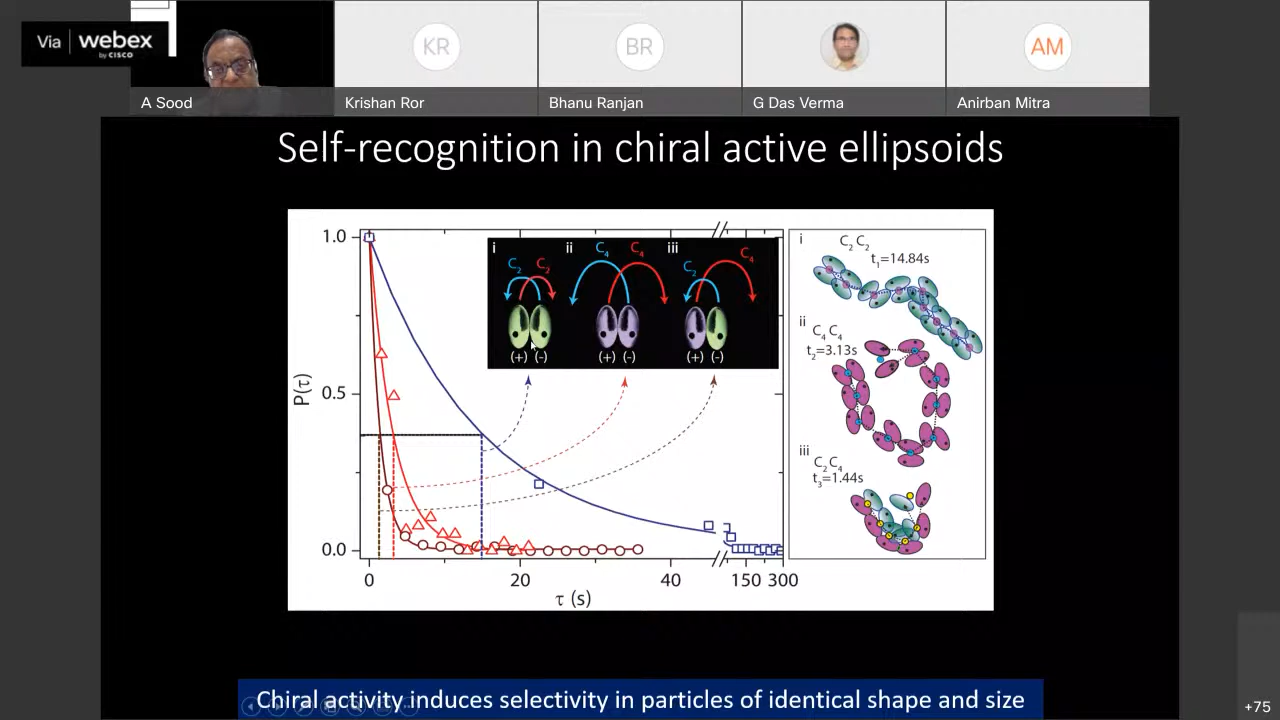 Via webex
by CISCO
KR
BR
AM
A Sood
Krishan Ror
Bhanu Ranjan
G Das Verma
Anirban Mitra
Self-recognition in chiral active ellipsoids
1.0
0.5
0.0
P(τ)
0
20
40
150
300
τ (s)
i
ii
iii
C2
C2
C4
C4
C2
C4
(+)
(-)
(+)
(-)
(+)
(-)
i
C2 C2
t1=14.84s
ii
C4 C4
t2=3.13s
iii
C2C4
t3=1.44s
Chiral activity induces selectivity in particles of identical shape and size
+75